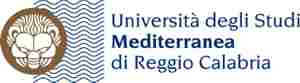 Università degli Studi
Mediterranea
di Reggio Calabria